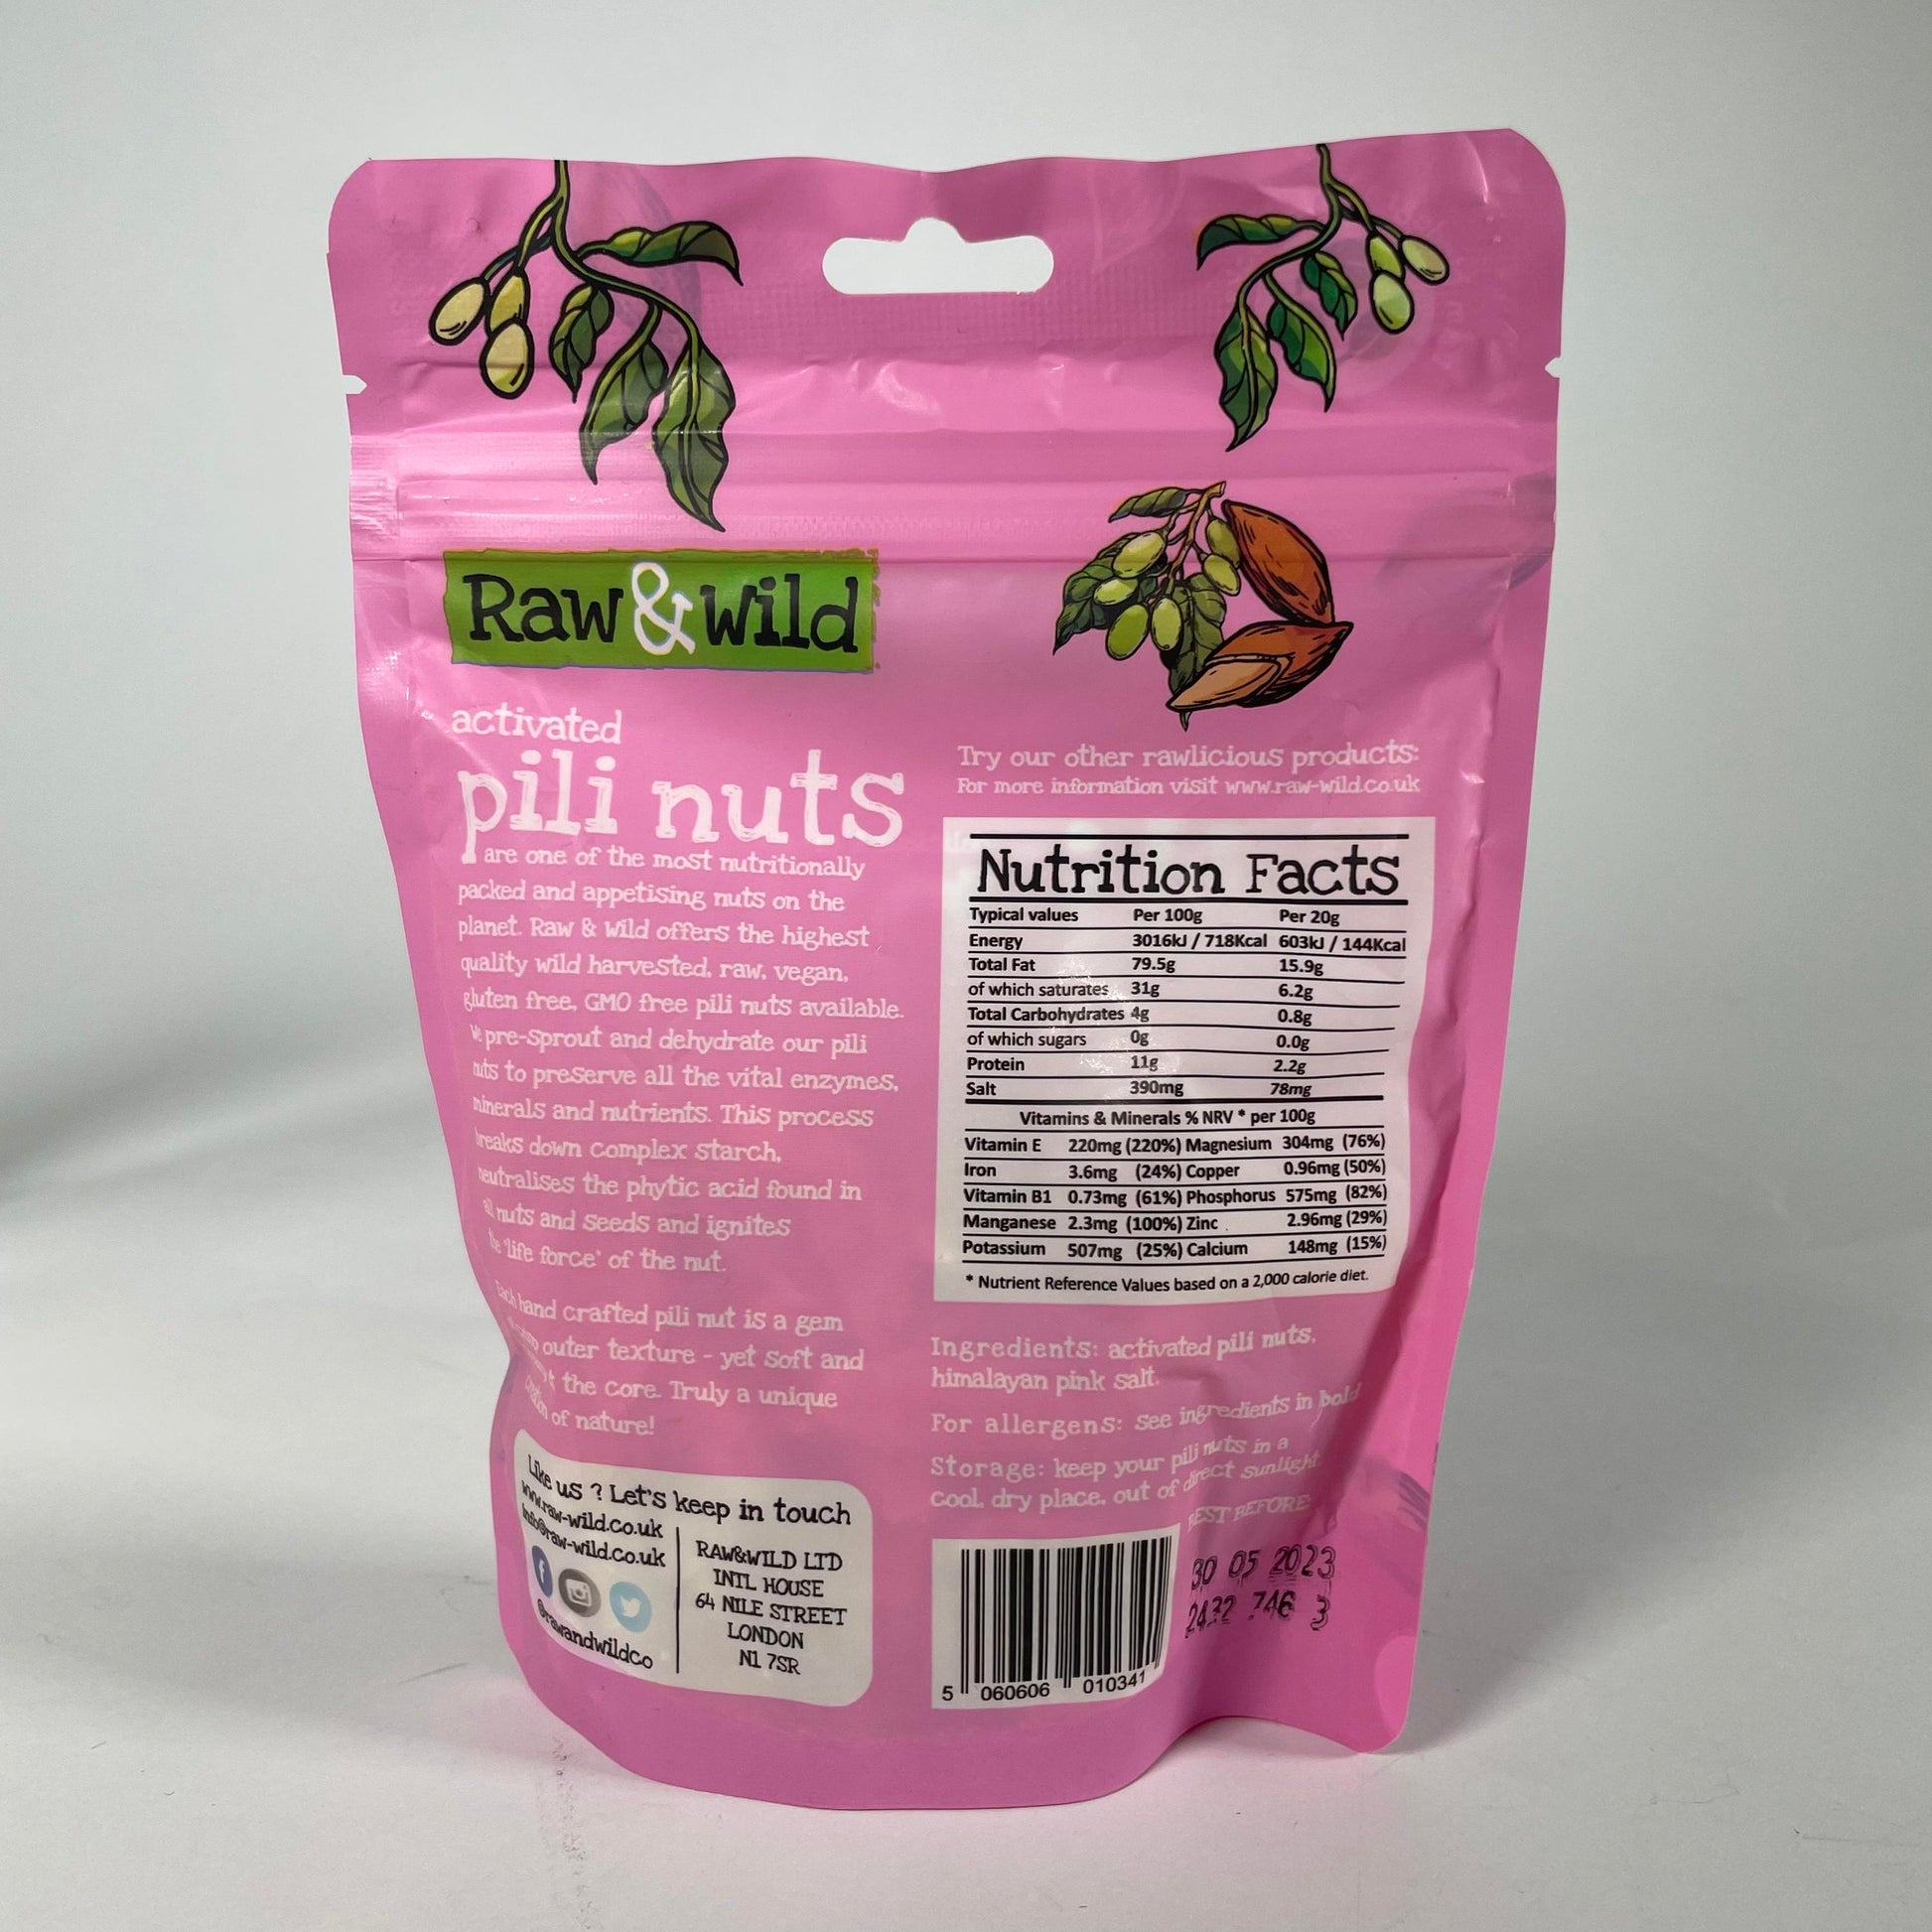 Raw & Wild
activated
pili nuts
are one of the most nutritionally
packed and appetising nuts on the
planet. Raw & Wild offers the highest
quality wild harvested, raw, vegan,
gluten free, GMO free pili nuts available.
We pre-sprout and dehydrate our pili
nuts to preserve all the vital enzymes,
minerals and nutrients. This process
breaks down complex starch,
neutralises the phytic acid found in
all nuts and seeds and ignites
the 'life force' of the nut.
Each hand crafted pili nut is a gem
outer texture - yet soft and
the core. Truly a unique
creation of nature!
Like us ? Let's keep in touch
www.raw-wild.co.uk
info@raw-wild.co.uk
@rawandwildco
RAW&WILD LTD
INTL HOUSE
64 NILE STREET
LONDON
N1 7SR
Try our other rawlicious products:
For more information visit www.raw-wild.co.uk
Nutrition Facts
Typical values Per 100g Per 20g
Energy 3016kJ / 718Kcal 603kJ / 144Kcal
Total Fat 79.5g 15.9g
of which saturates 31g 6.2g
Total Carbohydrates 4g 0.8g
of which sugars 0g 0.0g
Protein 11g 2.2g
Salt 390mg 78mg
Vitamins & Minerals % NRV * per 100g
Vitamin E 220mg (220%) Magnesium 304mg (76%)
Iron 3.6mg (24%) Copper 0.96mg (50%)
Vitamin B1 0.73mg (61%) Phosphorus 575mg (82%)
Manganese 2.3mg (100%) Zinc 2.96mg (29%)
Potassium 507mg (25%) Calcium 148mg (15%)
* Nutrient Reference Values based on a 2,000 calorie diet.
Ingredients: activated pili nuts,
himalayan pink salt.
For allergens: see ingredients in bold
Storage: keep your pili nuts in a
cool, dry place, out of direct sunlight.
BEST BEFORE:
30 05 2023
2432 746 3
5 060606 010341